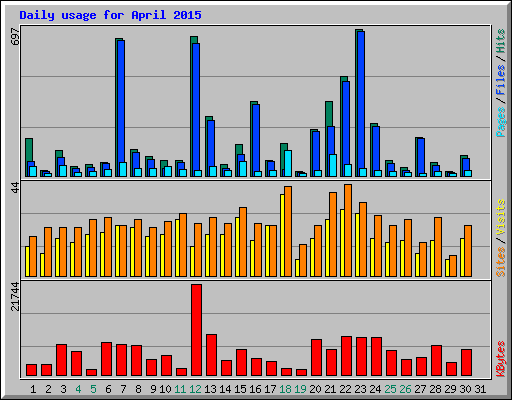 Daily usage for April 2015
697
Pages / Files / Hits
44
Sites / Visits
21744
KBytes
1 2 3 4 5 6 7 8 9 10 11 12 13 14 15 16 17 18 19 20 21 22 23 24 25 26 27 28 29 30 31